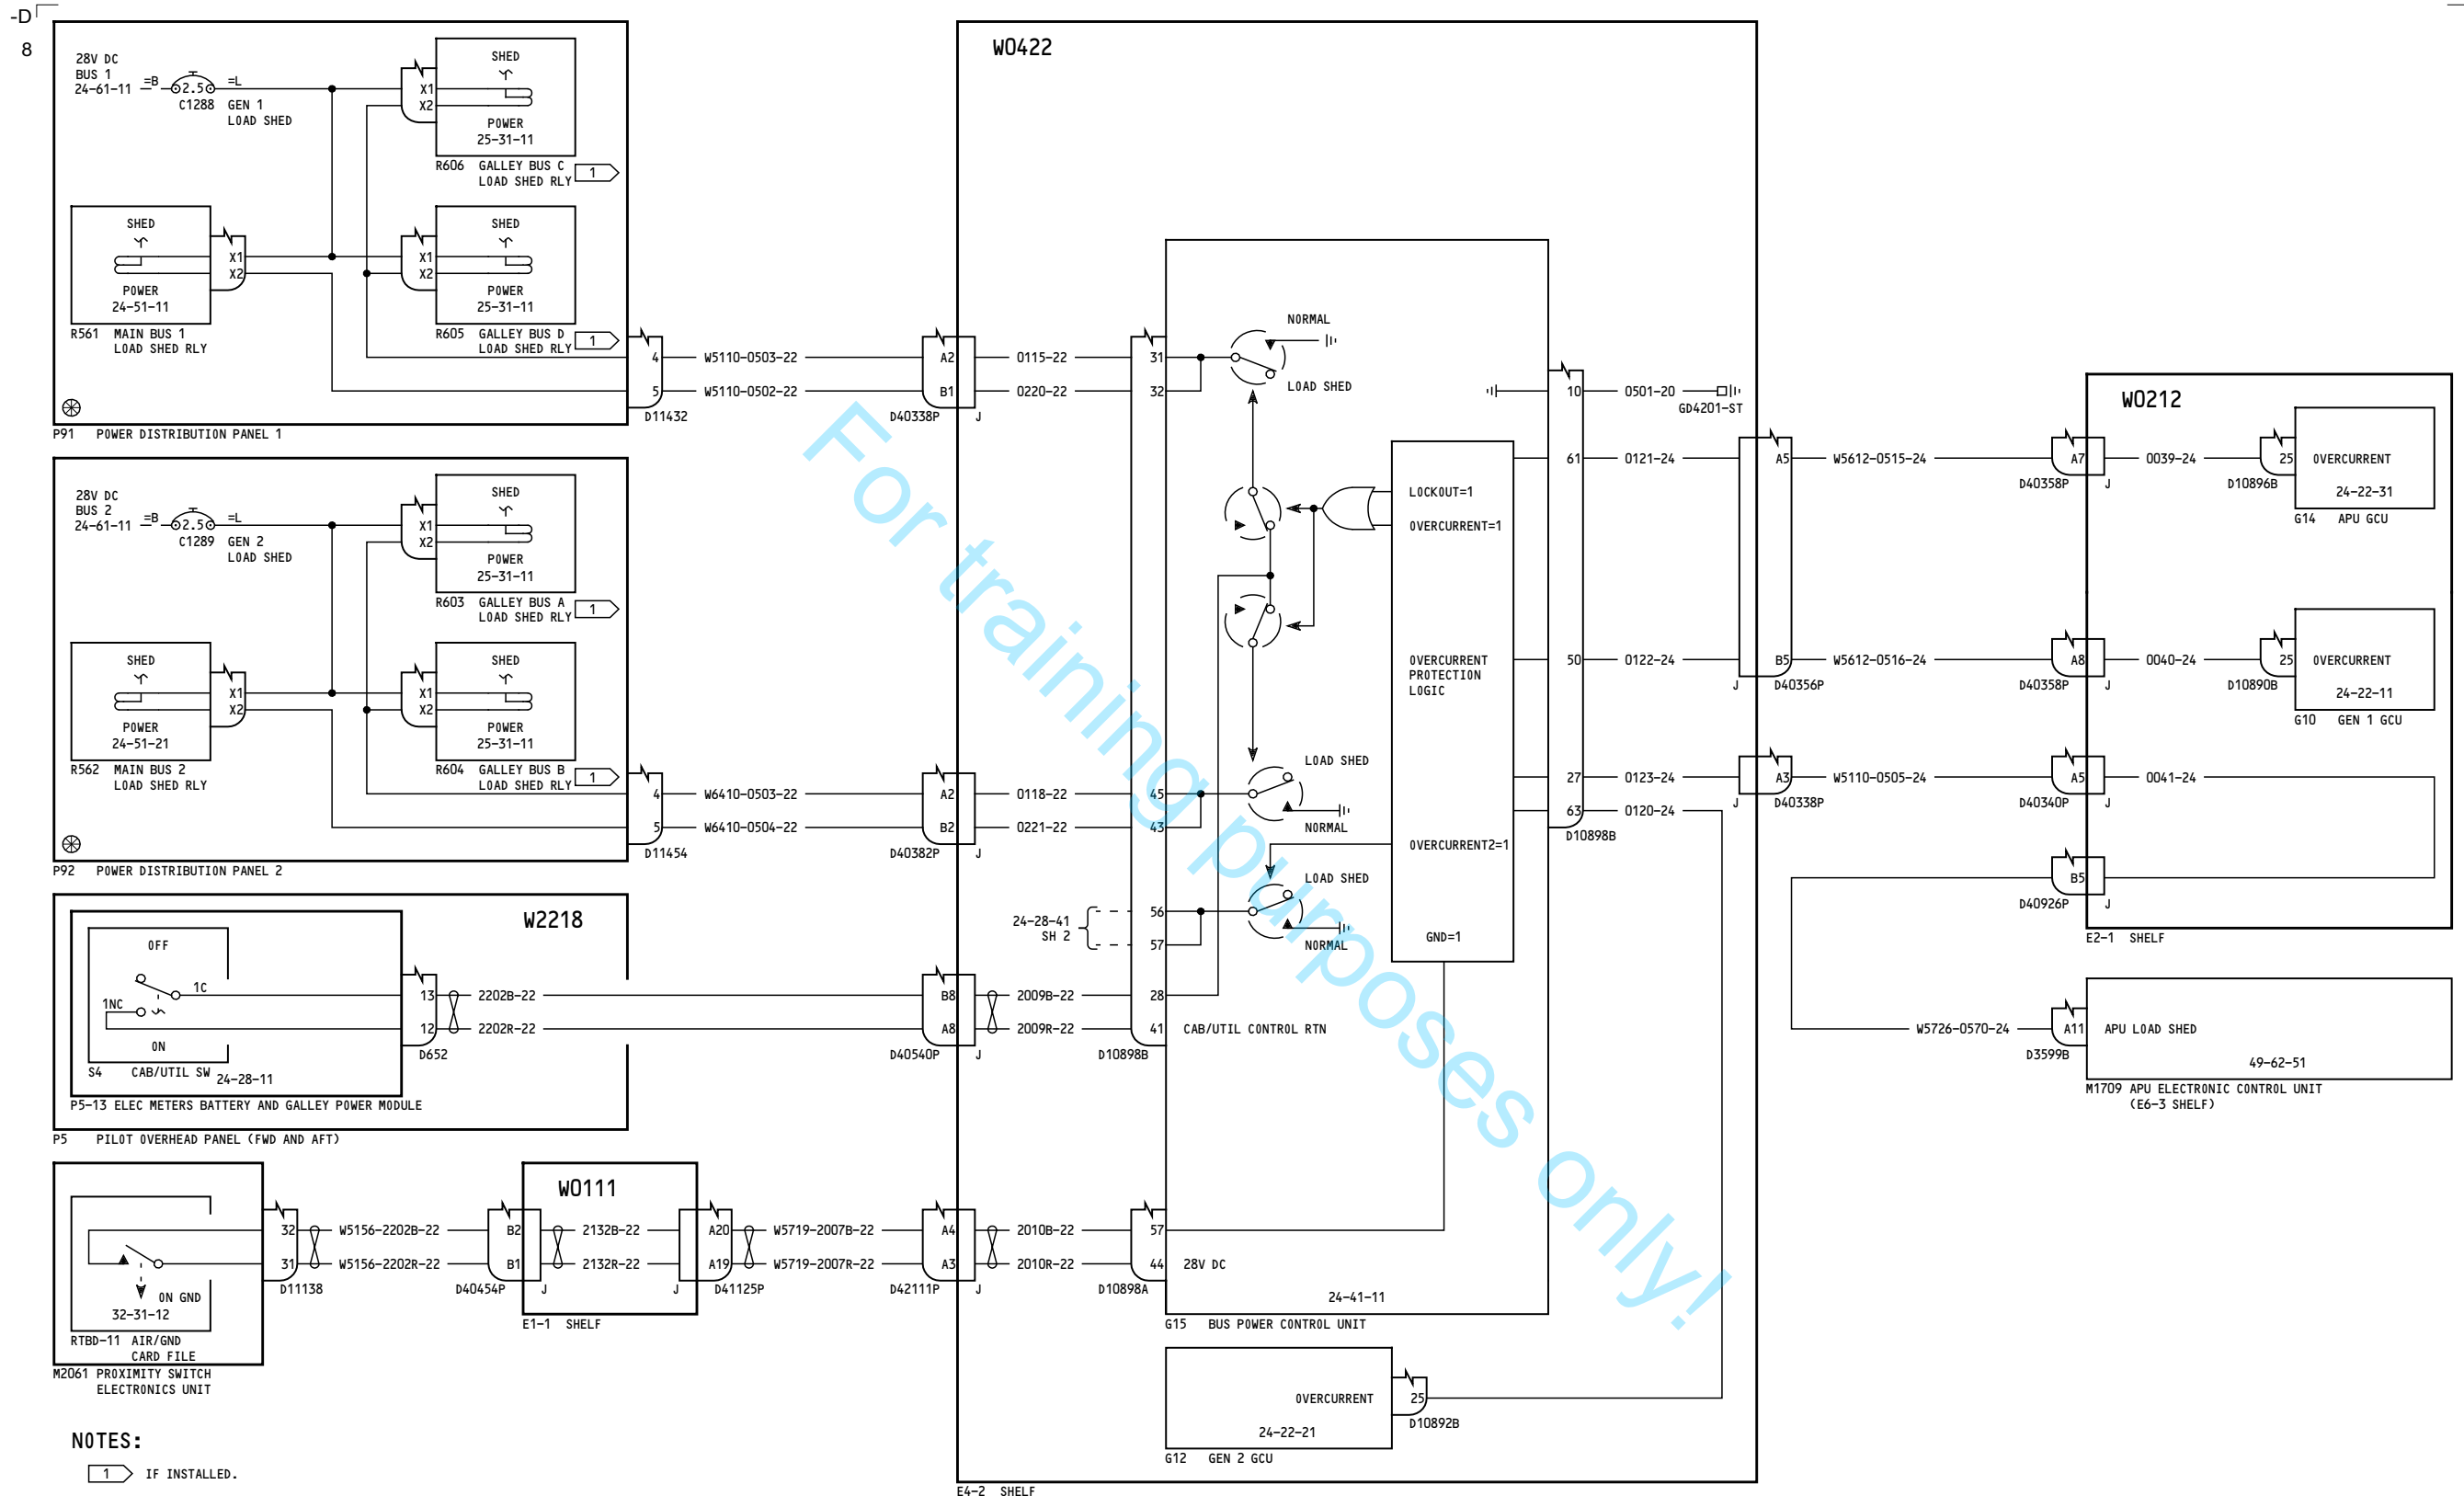 -D
8
28V DC
BUS 1
24-61-11
=B
2.5
=L
C1288
GEN 1
LOAD SHED
X1
X2
SHED
POWER
25-31-11
R606 GALLEY BUS C
LOAD SHED RLY
1
SHED
POWER
24-51-11
X1
X2
R561 MAIN BUS 1
LOAD SHED RLY
X1
X2
SHED
POWER
25-31-11
R605 GALLEY BUS D
LOAD SHED RLY
1
4
5
D11432
P91 POWER DISTRIBUTION PANEL 1
W5110-0503-22
W5110-0502-22
A2
B1
D40338P
J
0115-22
0220-22
31
32
28V DC
BUS 2
24-61-11
=B
2.5
=L
C1289
GEN 2
LOAD SHED
X1
X2
SHED
POWER
25-31-11
R603 GALLEY BUS A
LOAD SHED RLY
1
SHED
POWER
24-51-21
X1
X2
R562 MAIN BUS 2
LOAD SHED RLY
X1
X2
SHED
POWER
25-31-11
R604 GALLEY BUS B
LOAD SHED RLY
1
4
5
D11454
P92 POWER DISTRIBUTION PANEL 2
W6410-0503-22
W6410-0504-22
A2
B2
D40382P
J
0118-22
0221-22
45
43
W2218
OFF
1C
1NC
ON
S4 CAB/UTIL SW
24-28-11
P5-13 ELEC METERS BATTERY AND GALLEY POWER MODULE
P5 PILOT OVERHEAD PANEL (FWD AND AFT)
13
12
D652
2202B-22
2202R-22
B8
A8
D40540P
J
2009B-22
2009R-22
24-28-41
SH 2
56
57
28
41
D10898B
CAB/UTIL CONTROL RTN
ON GND
32-31-12
RTBD-11 AIR/GND
CARD FILE
M2061 PROXIMITY SWITCH
ELECTRONICS UNIT
32
31
D11138
W5156-2202B-22
W5156-2202R-22
B2
B1
D40454P
J
W0111
2132B-22
2132R-22
E1-1 SHELF
A20
A19
J
D41125P
W5719-2007B-22
W5719-2007R-22
A4
A3
D42111P
J
2010B-22
2010R-22
57
44
D10898A
28V DC
W0422
NORMAL
LOAD SHED
LOCKOUT=1
OVERCURRENT=1
OVERCURRENT
PROTECTION
LOGIC
LOAD SHED
NORMAL
OVERCURRENT2=1
LOAD SHED
NORMAL
GND=1
24-41-11
G15 BUS POWER CONTROL UNIT
10
61
50
27
63
D10898B
0501-20
GD4201-ST
0121-24
0122-24
0123-24
0120-24
OVERCURRENT
24-22-21
25
D10892B
G12 GEN 2 GCU
E4-2 SHELF
A5
B5
J
D40356P
A3
J
D40338P
W5612-0515-24
W5612-0516-24
W5110-0505-24
W0212
A7
D40358P
J
0039-24
25
D10896B
OVERCURRENT
24-22-31
G14 APU GCU
A8
D40358P
J
0040-24
25
D10890B
OVERCURRENT
24-22-11
G10 GEN 1 GCU
A5
D40340P
J
0041-24
B5
D40926P
J
E2-1 SHELF
W5726-0570-24
A11
D3599B
APU LOAD SHED
49-62-51
M1709 APU ELECTRONIC CONTROL UNIT
(E6-3 SHELF)
NOTES:
1 IF INSTALLED.
For training purposes only!